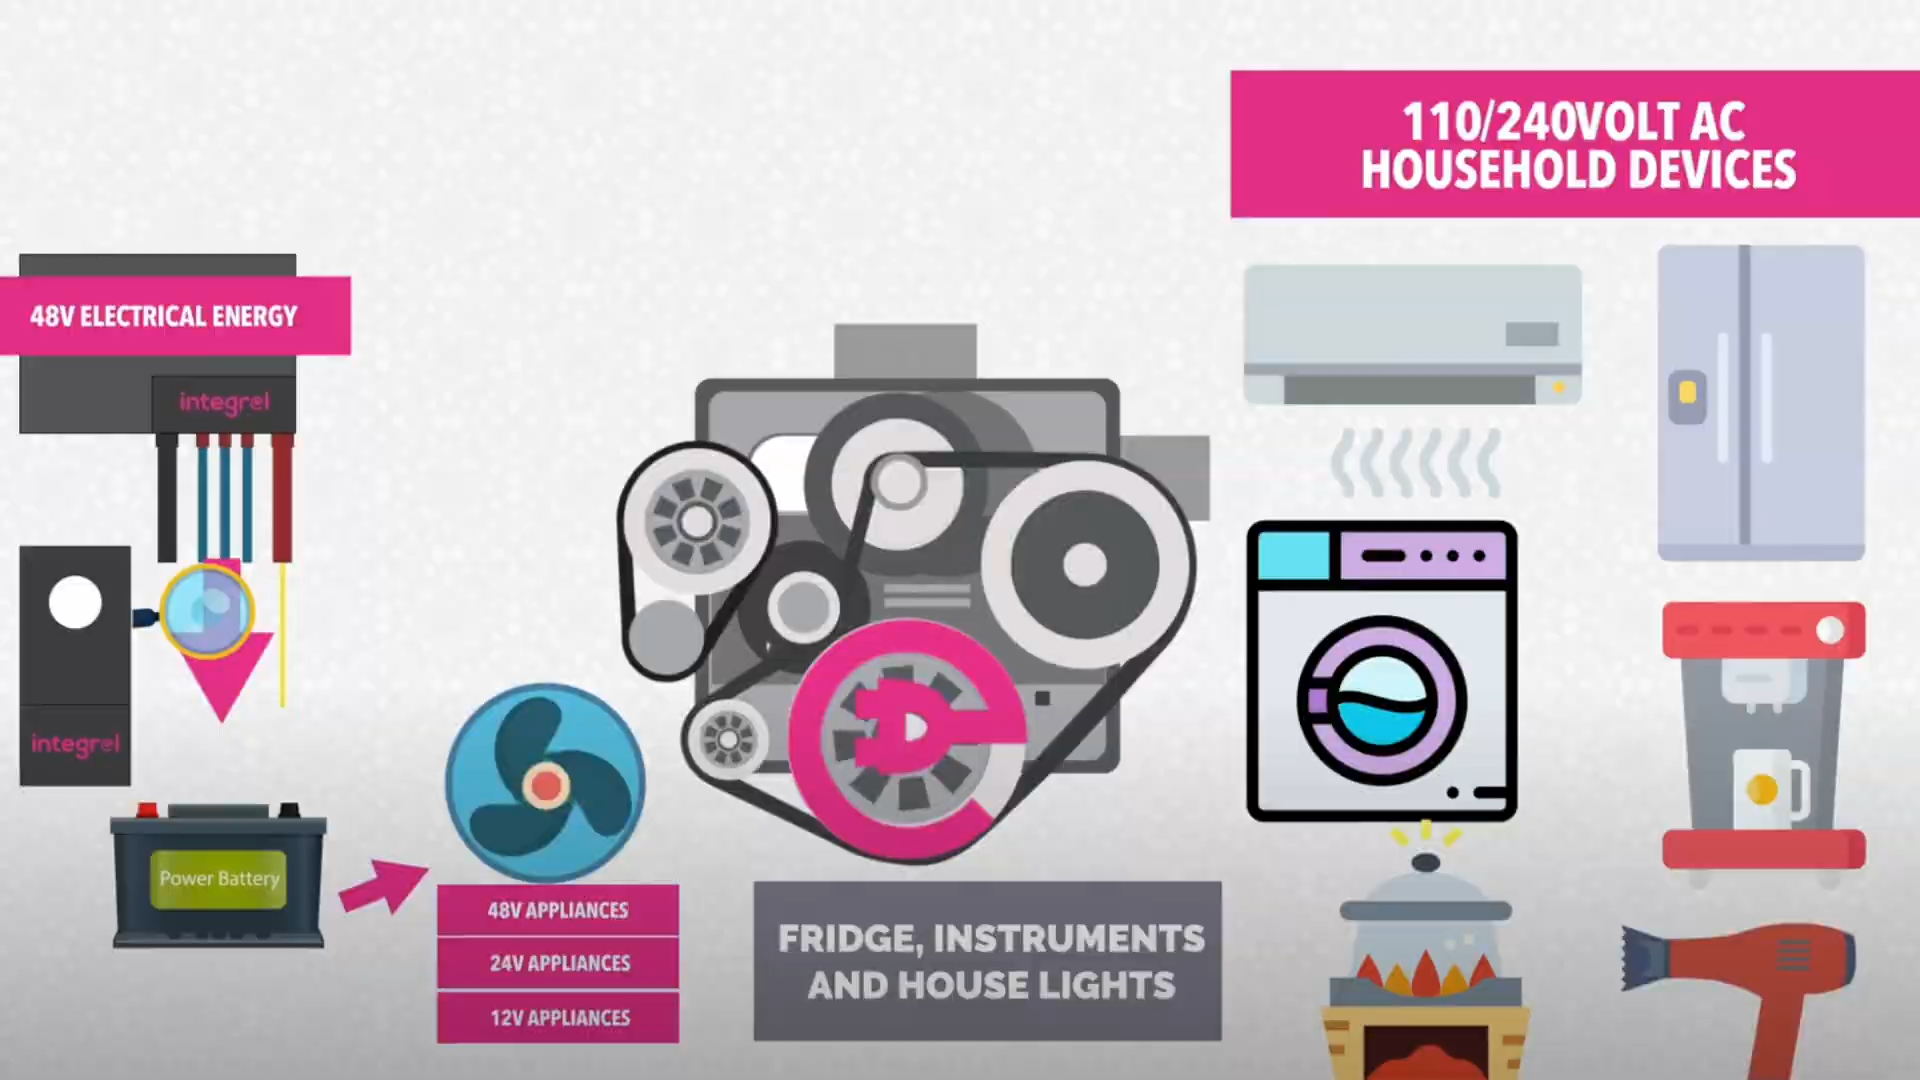 110/240VOLT AC
HOUSEHOLD DEVICES
48V ELECTRICAL ENERGY
integrel
integrel
Power Battery
48V APPLIANCES
24V APPLIANCES
12V APPLIANCES
FRIDGE, INSTRUMENTS
AND HOUSE LIGHTS